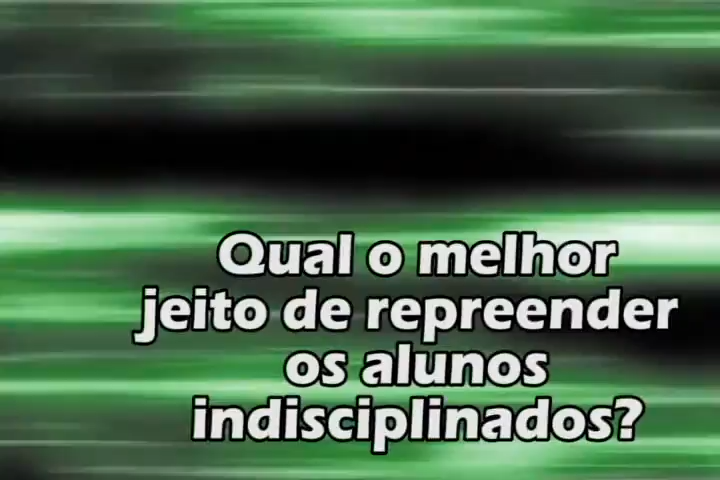 Qual o melhor
jeito de repreender
os alunos
indisciplinados?